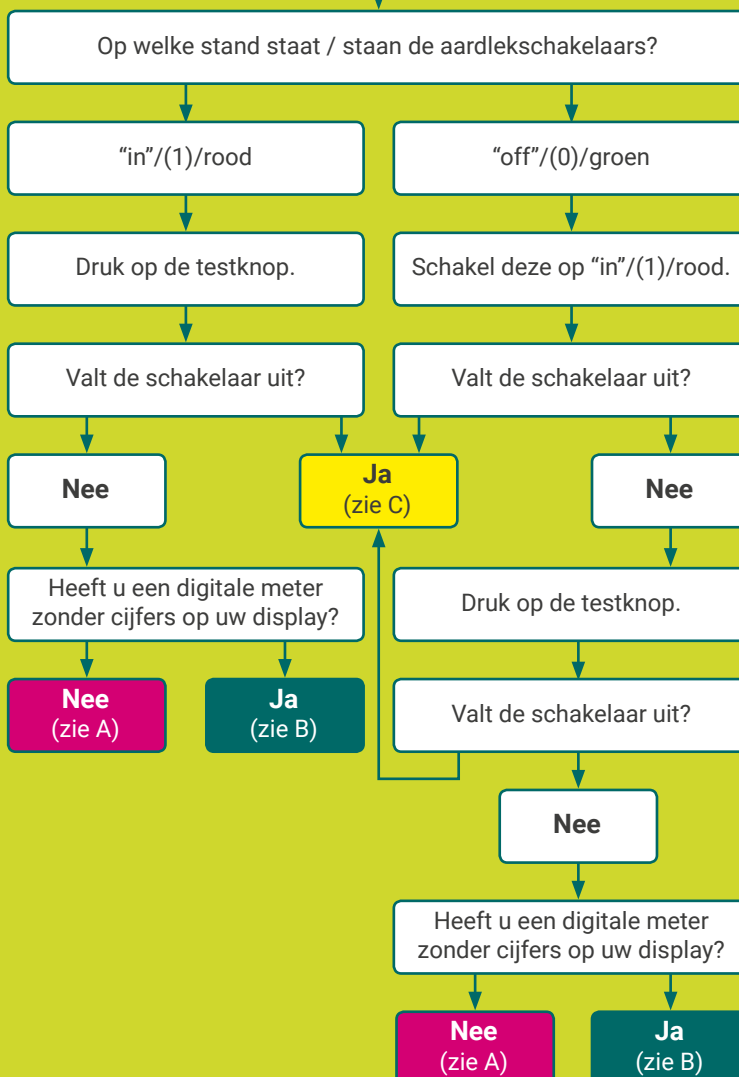 Op welke stand staat / staan de aardlekschakelaars?
“in”/(1)/rood
“off”/(0)/groen
Druk op de testknop.
Schakel deze op “in”/(1)/rood.
Valt de schakelaar uit?
Valt de schakelaar uit?
Nee
Ja
(zie C)
Nee
Heeft u een digitale meter
zonder cijfers op uw display?
Druk op de testknop.
Nee
(zie A)
Ja
(zie B)
Valt de schakelaar uit?
Nee
Heeft u een digitale meter
zonder cijfers op uw display?
Nee
(zie A)
Ja
(zie B)